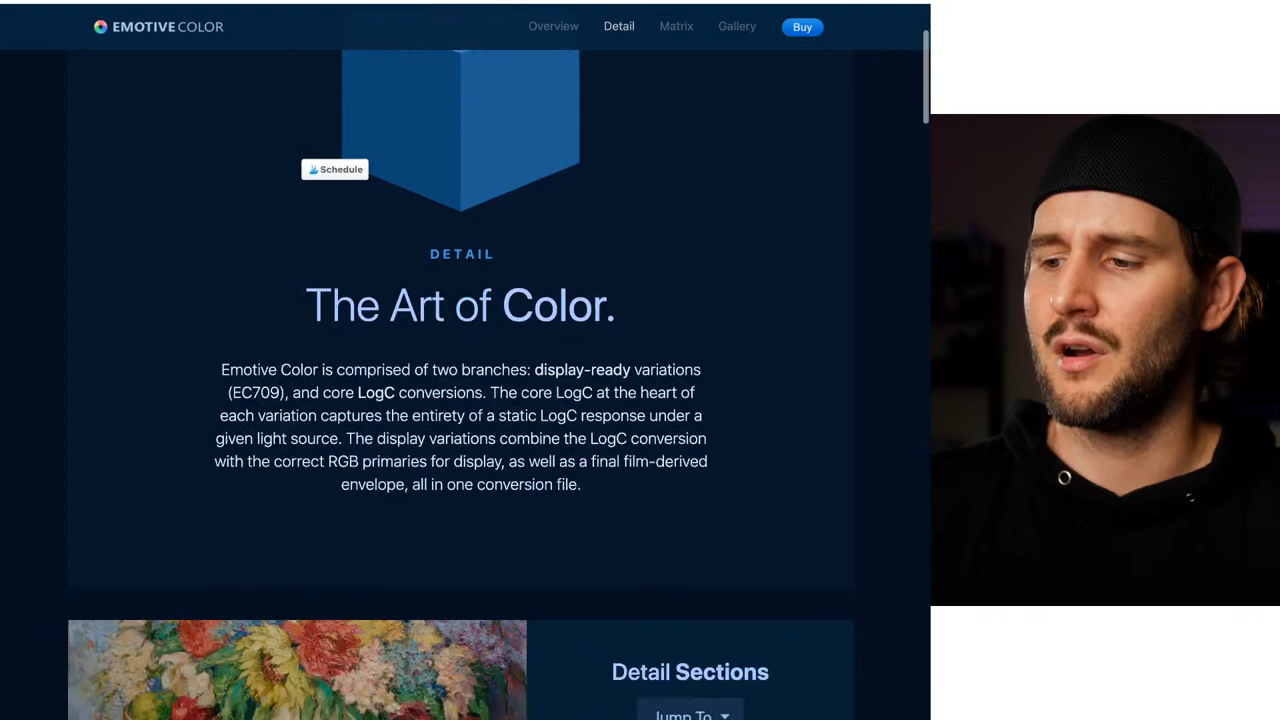 EMOTIVE COLOR
Overview Detail Matrix Gallery Buy
Schedule
DETAIL
The Art of Color.
Emotive Color is comprised of two branches: display-ready variations
(EC709), and core LogC conversions. The core LogC at the heart of
each variation captures the entirety of a static LogC response under a
given light source. The display variations combine the LogC conversion
with the correct RGB primaries for display, as well as a final film-derived
envelope, all in one conversion file.
Detail Sections
Jump To